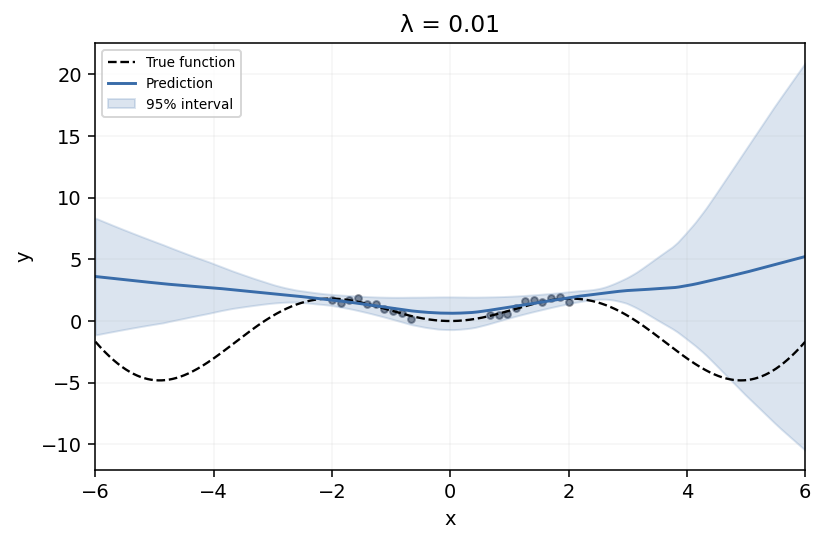 λ = 0.01
True function
Prediction
95% interval
20
15
10
5
0
−5
−10
y
−6
−4
−2
0
2
4
6
x